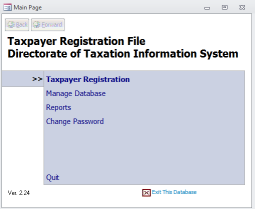 Main Page
Back Forward
Taxpayer Registration File
Directorate of Taxation Information System
>> Taxpayer Registration
Manage Database
Reports
Change Password
Quit
Ver. 2.24
Exit This Database